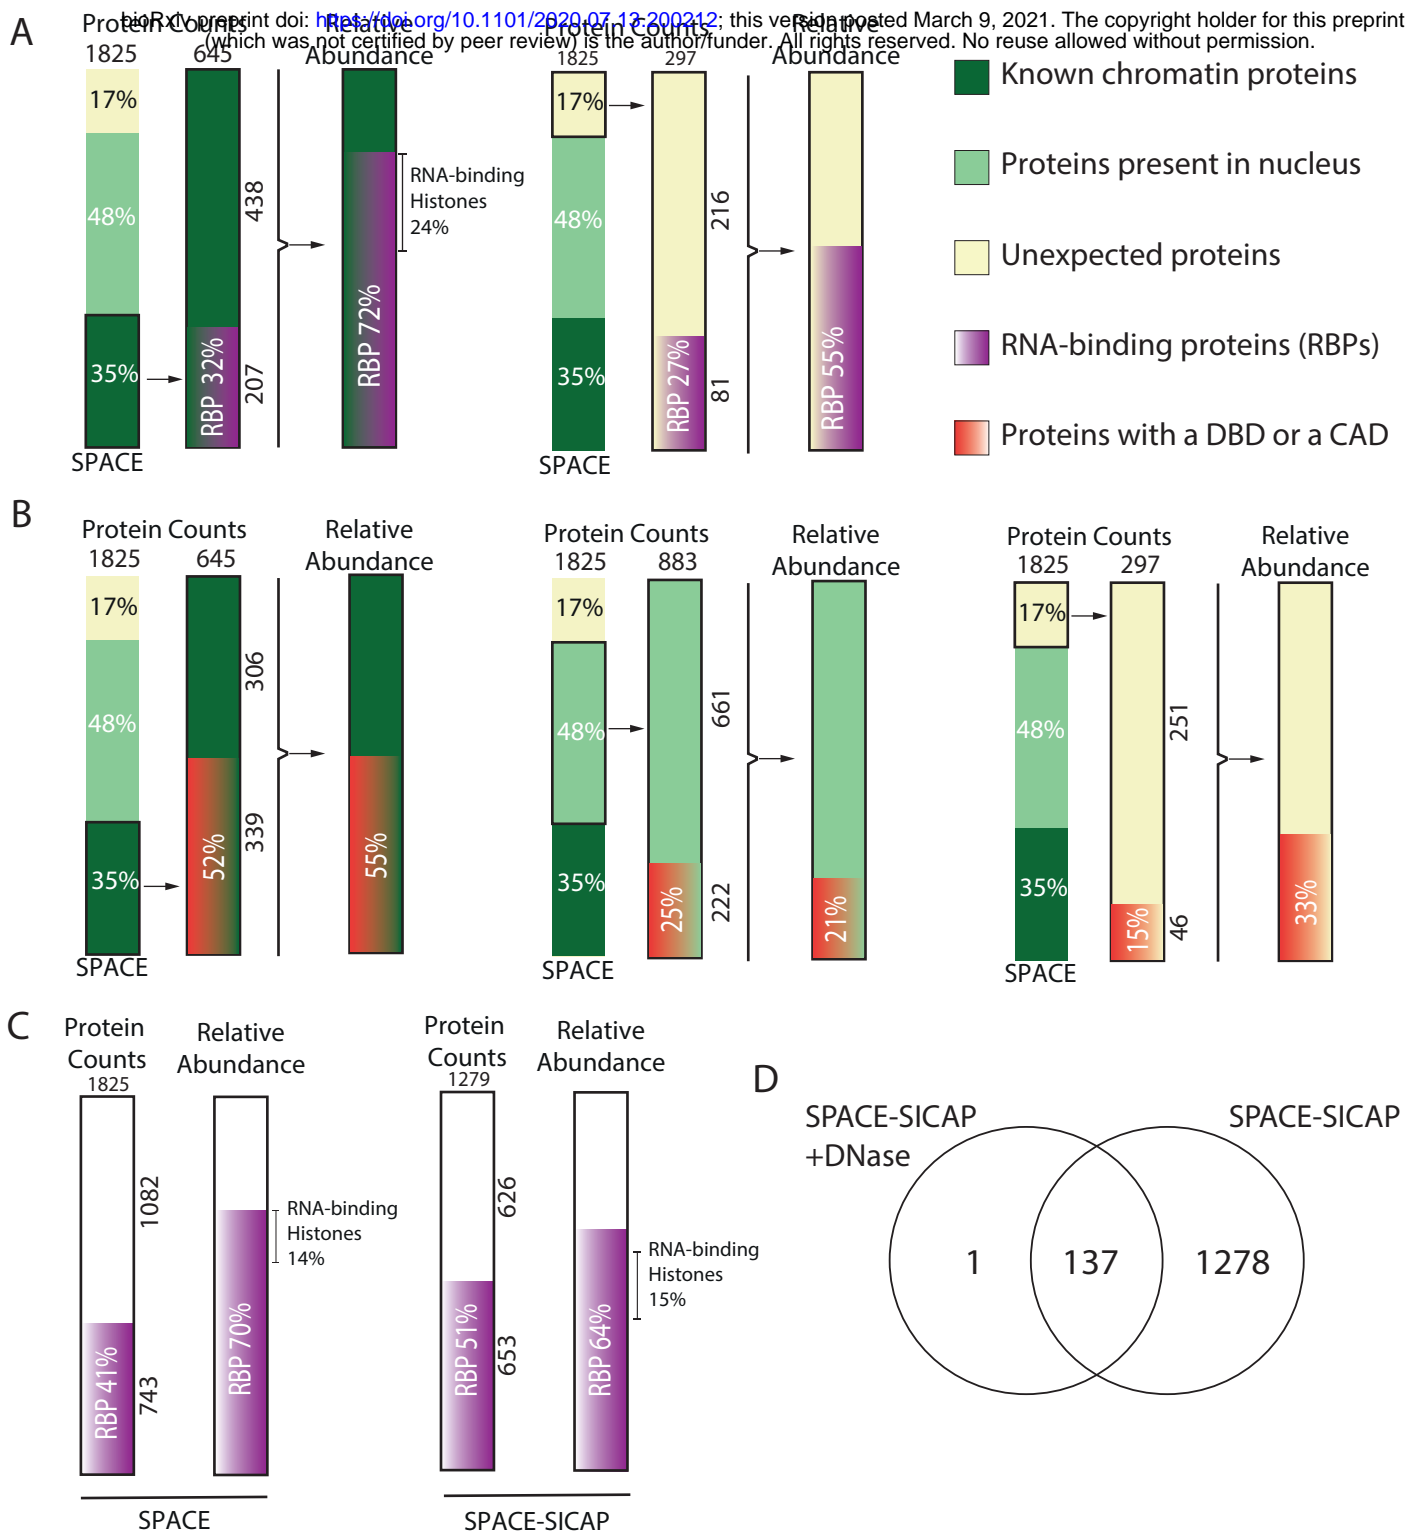 bioRxiv preprint doi: https://doi.org/10.1101/2020.07.13.200212; this version posted March 9, 2021. The copyright holder for this preprint
(which was not certified by peer review) is the author/funder. All rights reserved. No reuse allowed without permission.
A
Protein Counts
Relative
Abundance
1825
645
17%
48%
35%
SPACE
438
RBP 32%
207
RBP 72%
RNA-binding
Histones
24%
Protein Counts
Relative
Abundance
1825
297
17%
48%
35%
SPACE
216
RBP 27%
81
RBP 55%
Known chromatin proteins
Proteins present in nucleus
Unexpected proteins
RNA-binding proteins (RBPs)
Proteins with a DBD or a CAD
B
Protein Counts
Relative
Abundance
1825
645
17%
48%
35%
SPACE
306
52%
339
55%
Protein Counts
Relative
Abundance
1825
883
17%
48%
35%
SPACE
661
25%
222
21%
Protein Counts
Relative
Abundance
1825
297
17%
48%
35%
SPACE
251
15%
46
33%
C
Protein
Counts
1825
Relative
Abundance
1082
RBP 41%
743
RBP 70%
RNA-binding
Histones
14%
SPACE
Protein
Counts
1279
Relative
Abundance
626
RBP 51%
653
RBP 64%
RNA-binding
Histones
15%
SPACE-SICAP
D
SPACE-SICAP
+DNase
SPACE-SICAP
1
137
1278